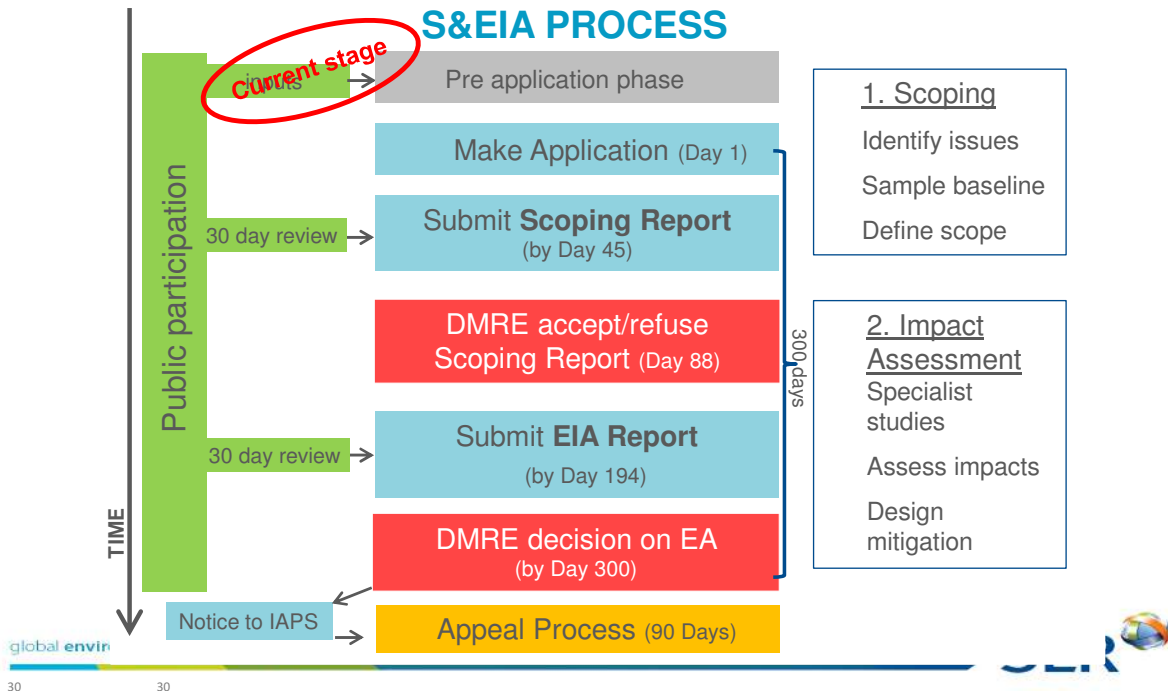 S&EIA PROCESS
Current stage
inputs
Pre application phase
Make Application (Day 1)
30 day review
Submit Scoping Report
(by Day 45)
DMRE accept/refuse
Scoping Report (Day 88)
30 day review
Submit EIA Report
(by Day 194)
DMRE decision on EA
(by Day 300)
Notice to IAPS
Appeal Process (90 Days)
Public participation
TIME
300 days
1. Scoping
Identify issues
Sample baseline
Define scope
2. Impact
Assessment
Specialist
studies
Assess impacts
Design
mitigation
global envir
30
30